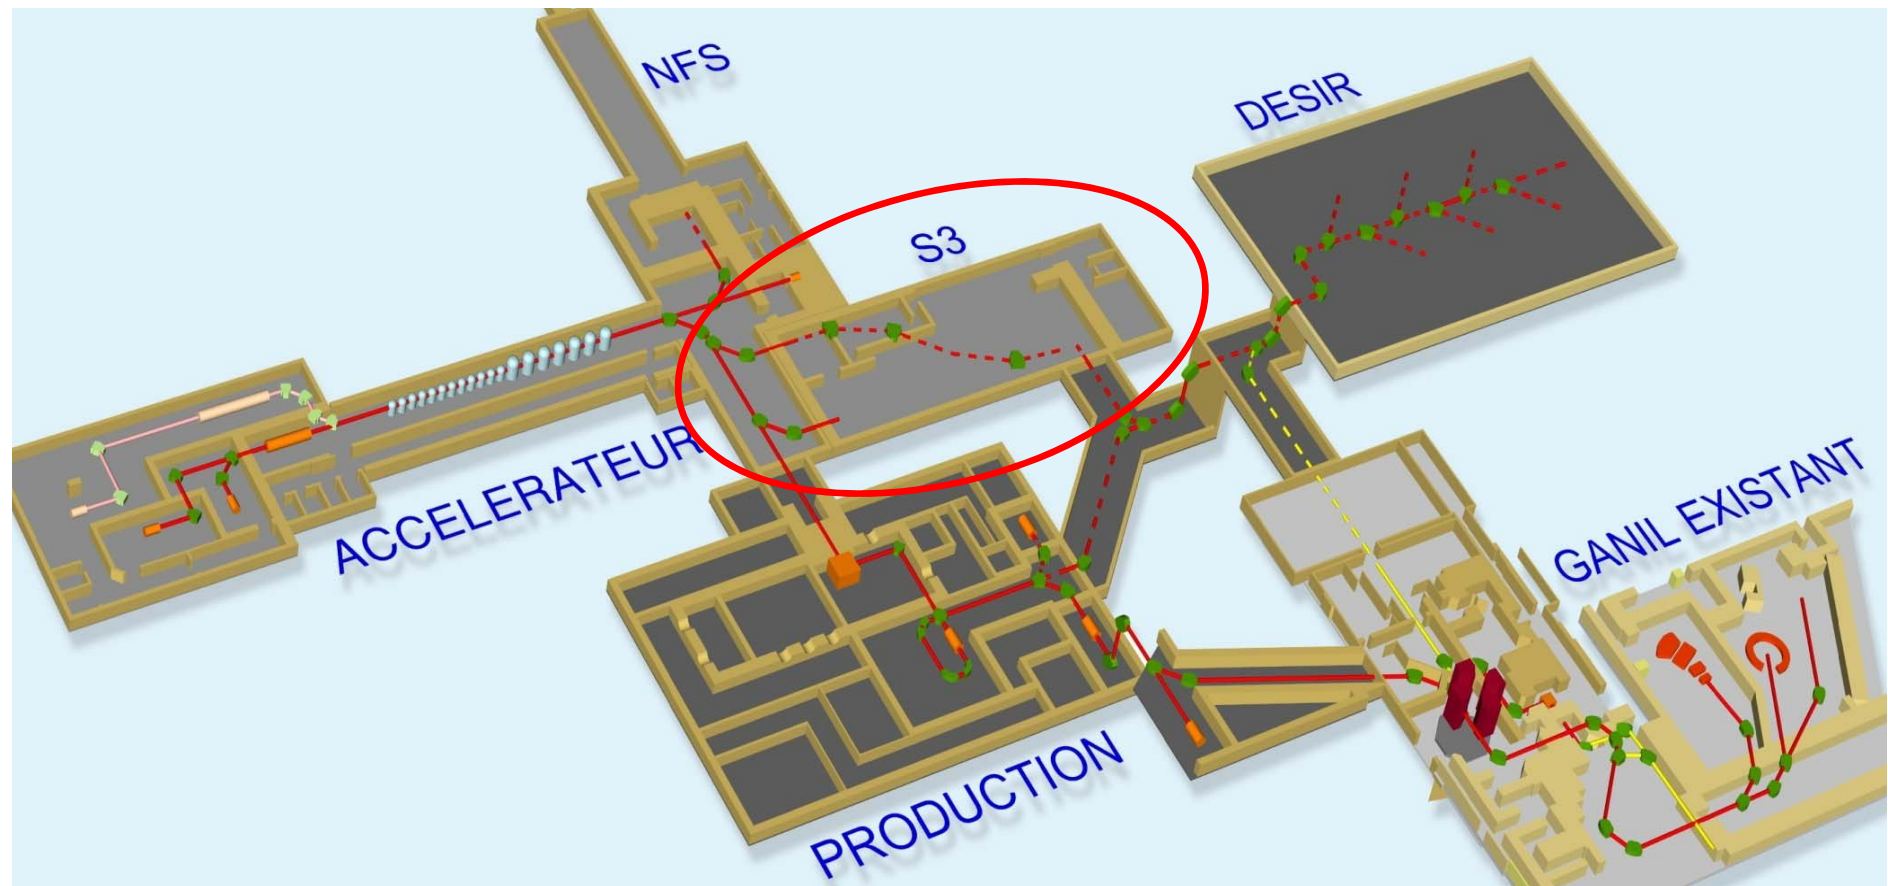 NFS
DESIR
S3
ACCELERATEUR
GANIL EXISTANT
PRODUCTION